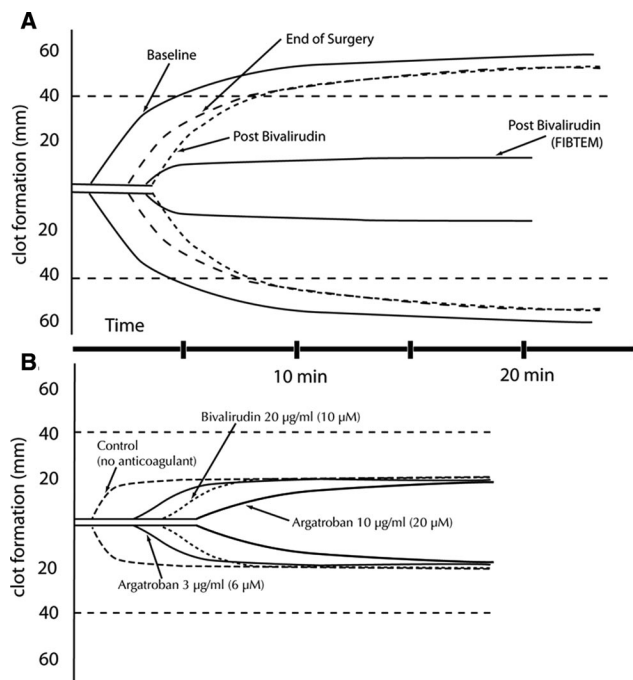 A
60
40
20
20
40
60
clot formation (mm)
Baseline
End of Surgery
Post Bivalirudin
Post Bivalirudin
(FIBTEM)
Time
10 min
20 min
B
60
40
20
20
40
60
clot formation (mm)
Control
(no anticoagulant)
Bivalirudin 20 µg/ml (10 µM)
Argatroban 10 µg/ml (20 µM)
Argatroban 3 µg/ml (6 µM)